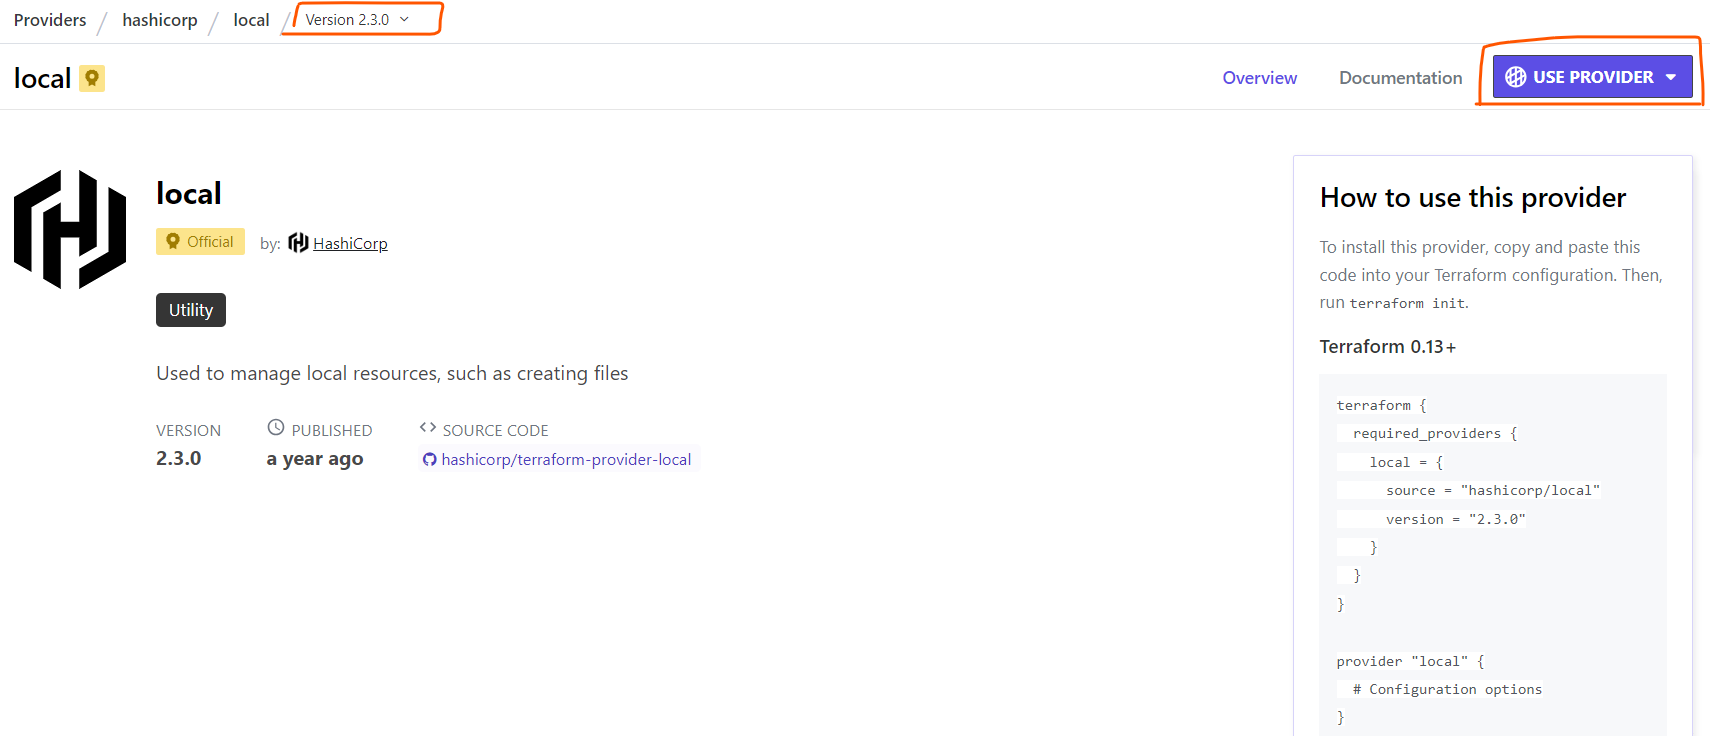 Providers / hashicorp / local / Version 2.3.0
local
Overview Documentation USE PROVIDER
local
Official by: HashiCorp
Utility
Used to manage local resources, such as creating files
VERSION PUBLISHED SOURCE CODE
2.3.0 a year ago hashicorp/terraform-provider-local
How to use this provider
To install this provider, copy and paste this
code into your Terraform configuration. Then,
run terraform init.
Terraform 0.13+
terraform {
  required_providers {
    local = {
      source = "hashicorp/local"
      version = "2.3.0"
    }
  }
}
provider "local" {
  # Configuration options
}